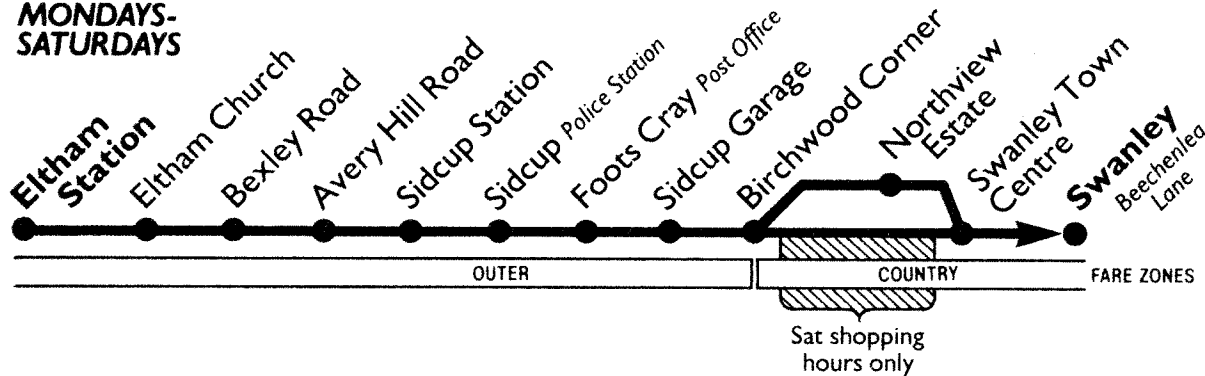 MONDAYS-
SATURDAYS
Eltham
Station
Eltham Church
Bexley Road
Avery Hill Road
Sidcup Station
Sidcup Police Station
Foots Cray Post Office
Sidcup Garage
Birchwood Corner
Northview
Estate
Swanley Town
Centre
Swanley
Beechenlea
Lane
OUTER
COUNTRY
FARE ZONES
Sat shopping
hours only